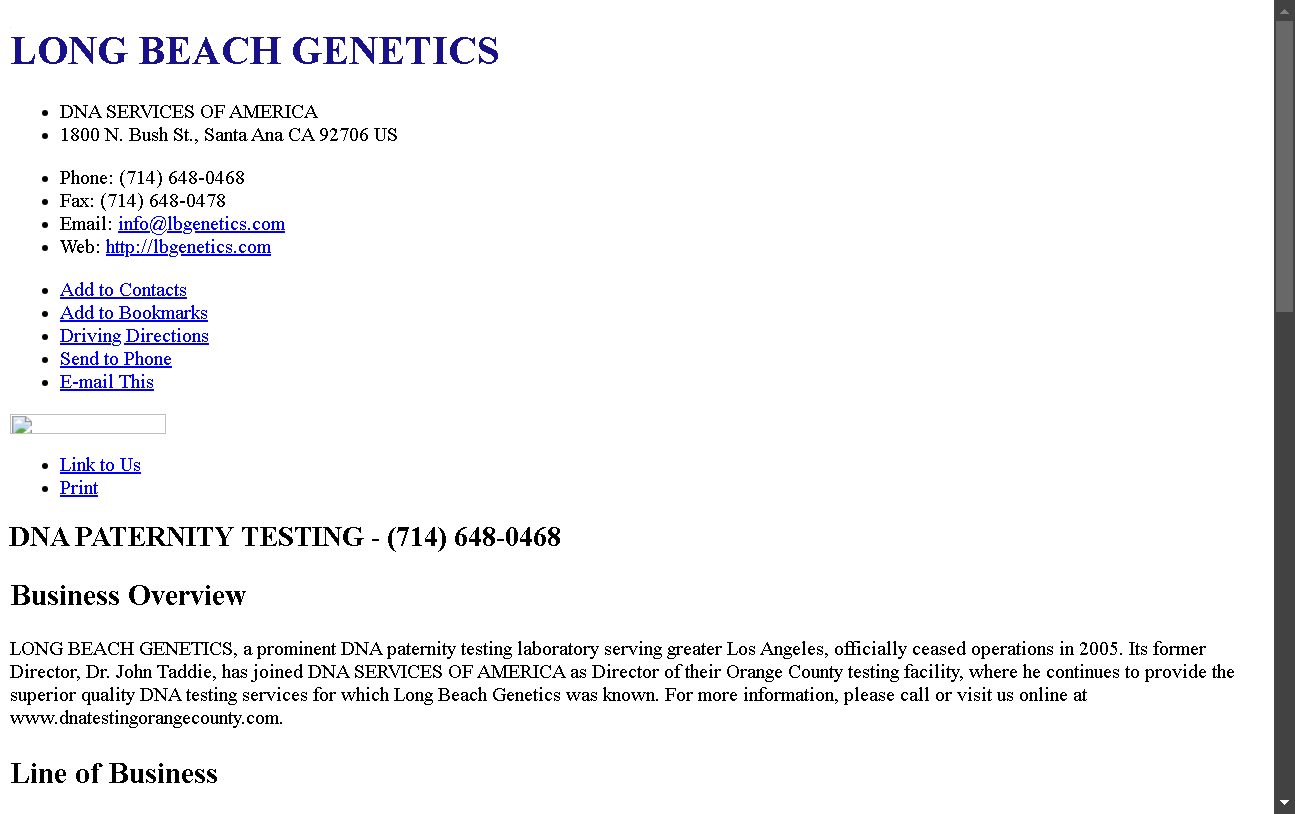 LONG BEACH GENETICS
DNA SERVICES OF AMERICA
1800 N. Bush St., Santa Ana CA 92706 US
Phone: (714) 648-0468
Fax: (714) 648-0478
Email: info@lbgenetics.com
Web: http://lbgenetics.com
Add to Contacts
Add to Bookmarks
Driving Directions
Send to Phone
E-mail This
Link to Us
Print
DNA PATERNITY TESTING - (714) 648-0468
Business Overview
LONG BEACH GENETICS, a prominent DNA paternity testing laboratory serving greater Los Angeles, officially ceased operations in 2005. Its former
Director, Dr. John Taddie, has joined DNA SERVICES OF AMERICA as Director of their Orange County testing facility, where he continues to provide the
superior quality DNA testing services for which Long Beach Genetics was known. For more information, please call or visit us online at
www.dnatestingorangecounty.com.
Line of Business